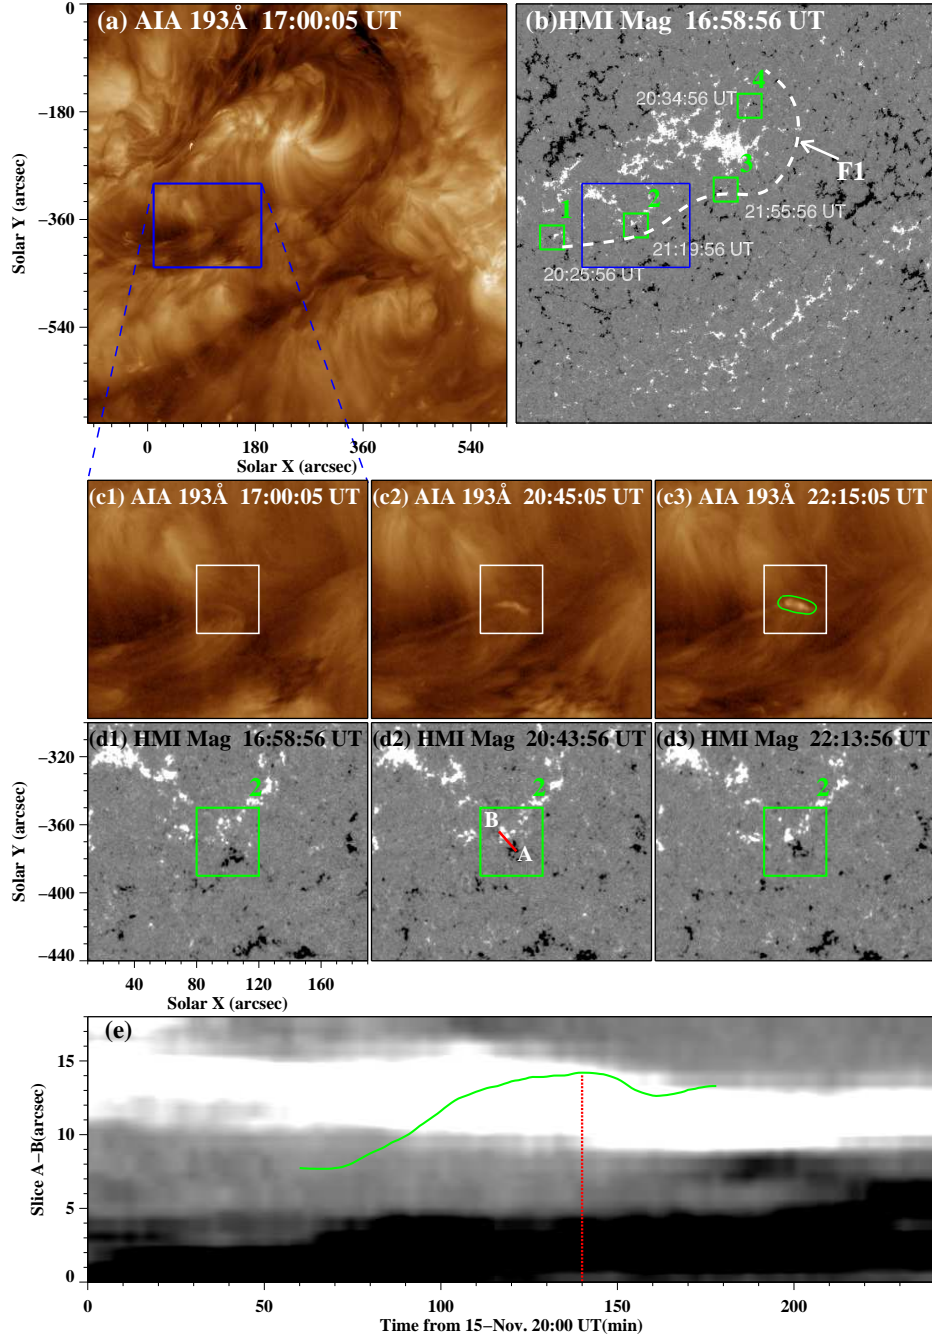 (a) AIA 193Å 17:00:05 UT
(b)HMI Mag 16:58:56 UT
0
−180
−360
−540
Solar Y (arcsec)
0 180 360 540
Solar X (arcsec)
4
20:34:56 UT
F1
3
21:55:56 UT
2
21:19:56 UT
1
20:25:56 UT
(c1) AIA 193Å 17:00:05 UT
(c2) AIA 193Å 20:45:05 UT
(c3) AIA 193Å 22:15:05 UT
(d1) HMI Mag 16:58:56 UT
(d2) HMI Mag 20:43:56 UT
(d3) HMI Mag 22:13:56 UT
2
2
2
B
A
−320
−360
−400
−440
Solar Y (arcsec)
40 80 120 160
Solar X (arcsec)
(e)
15
10
5
0
Slice A−B(arcsec)
0 50 100 150 200
Time from 15−Nov. 20:00 UT(min)